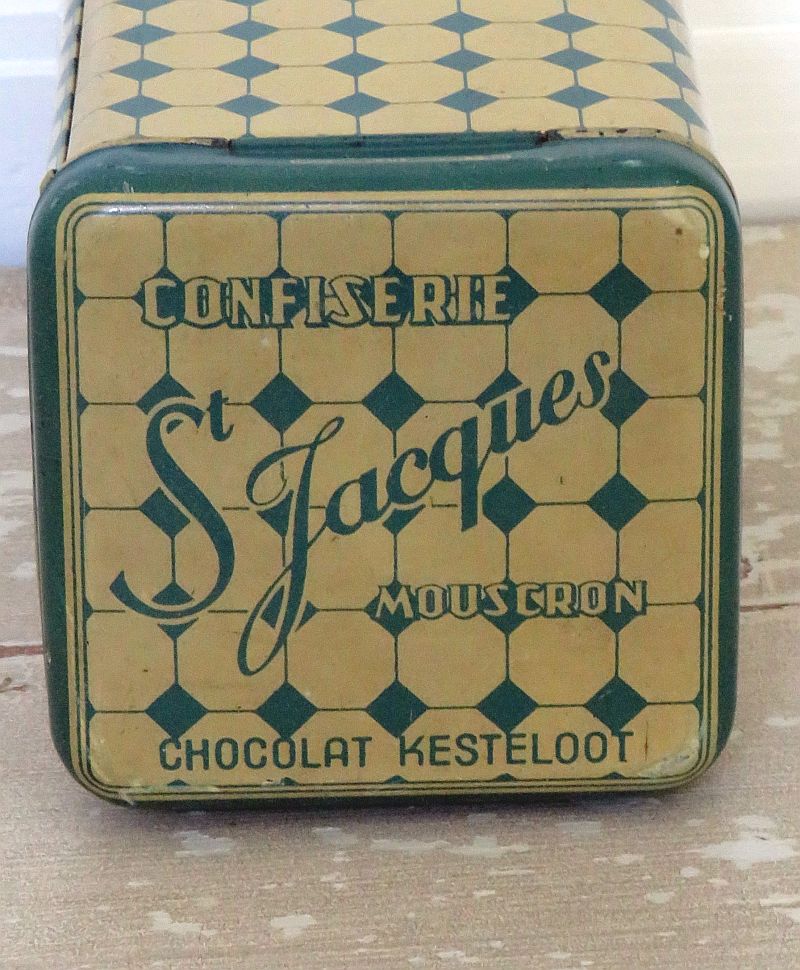 CONFISERIE
St Jacques
MOUSCRON
CHOCOLAT KESTELOOT